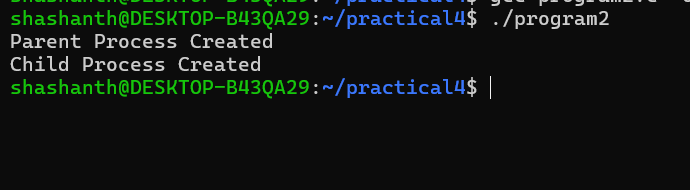 shashanth@DESKTOP-B43QA29:~/practical4$ ./program2
Parent Process Created
Child Process Created
shashanth@DESKTOP-B43QA29:~/practical4$